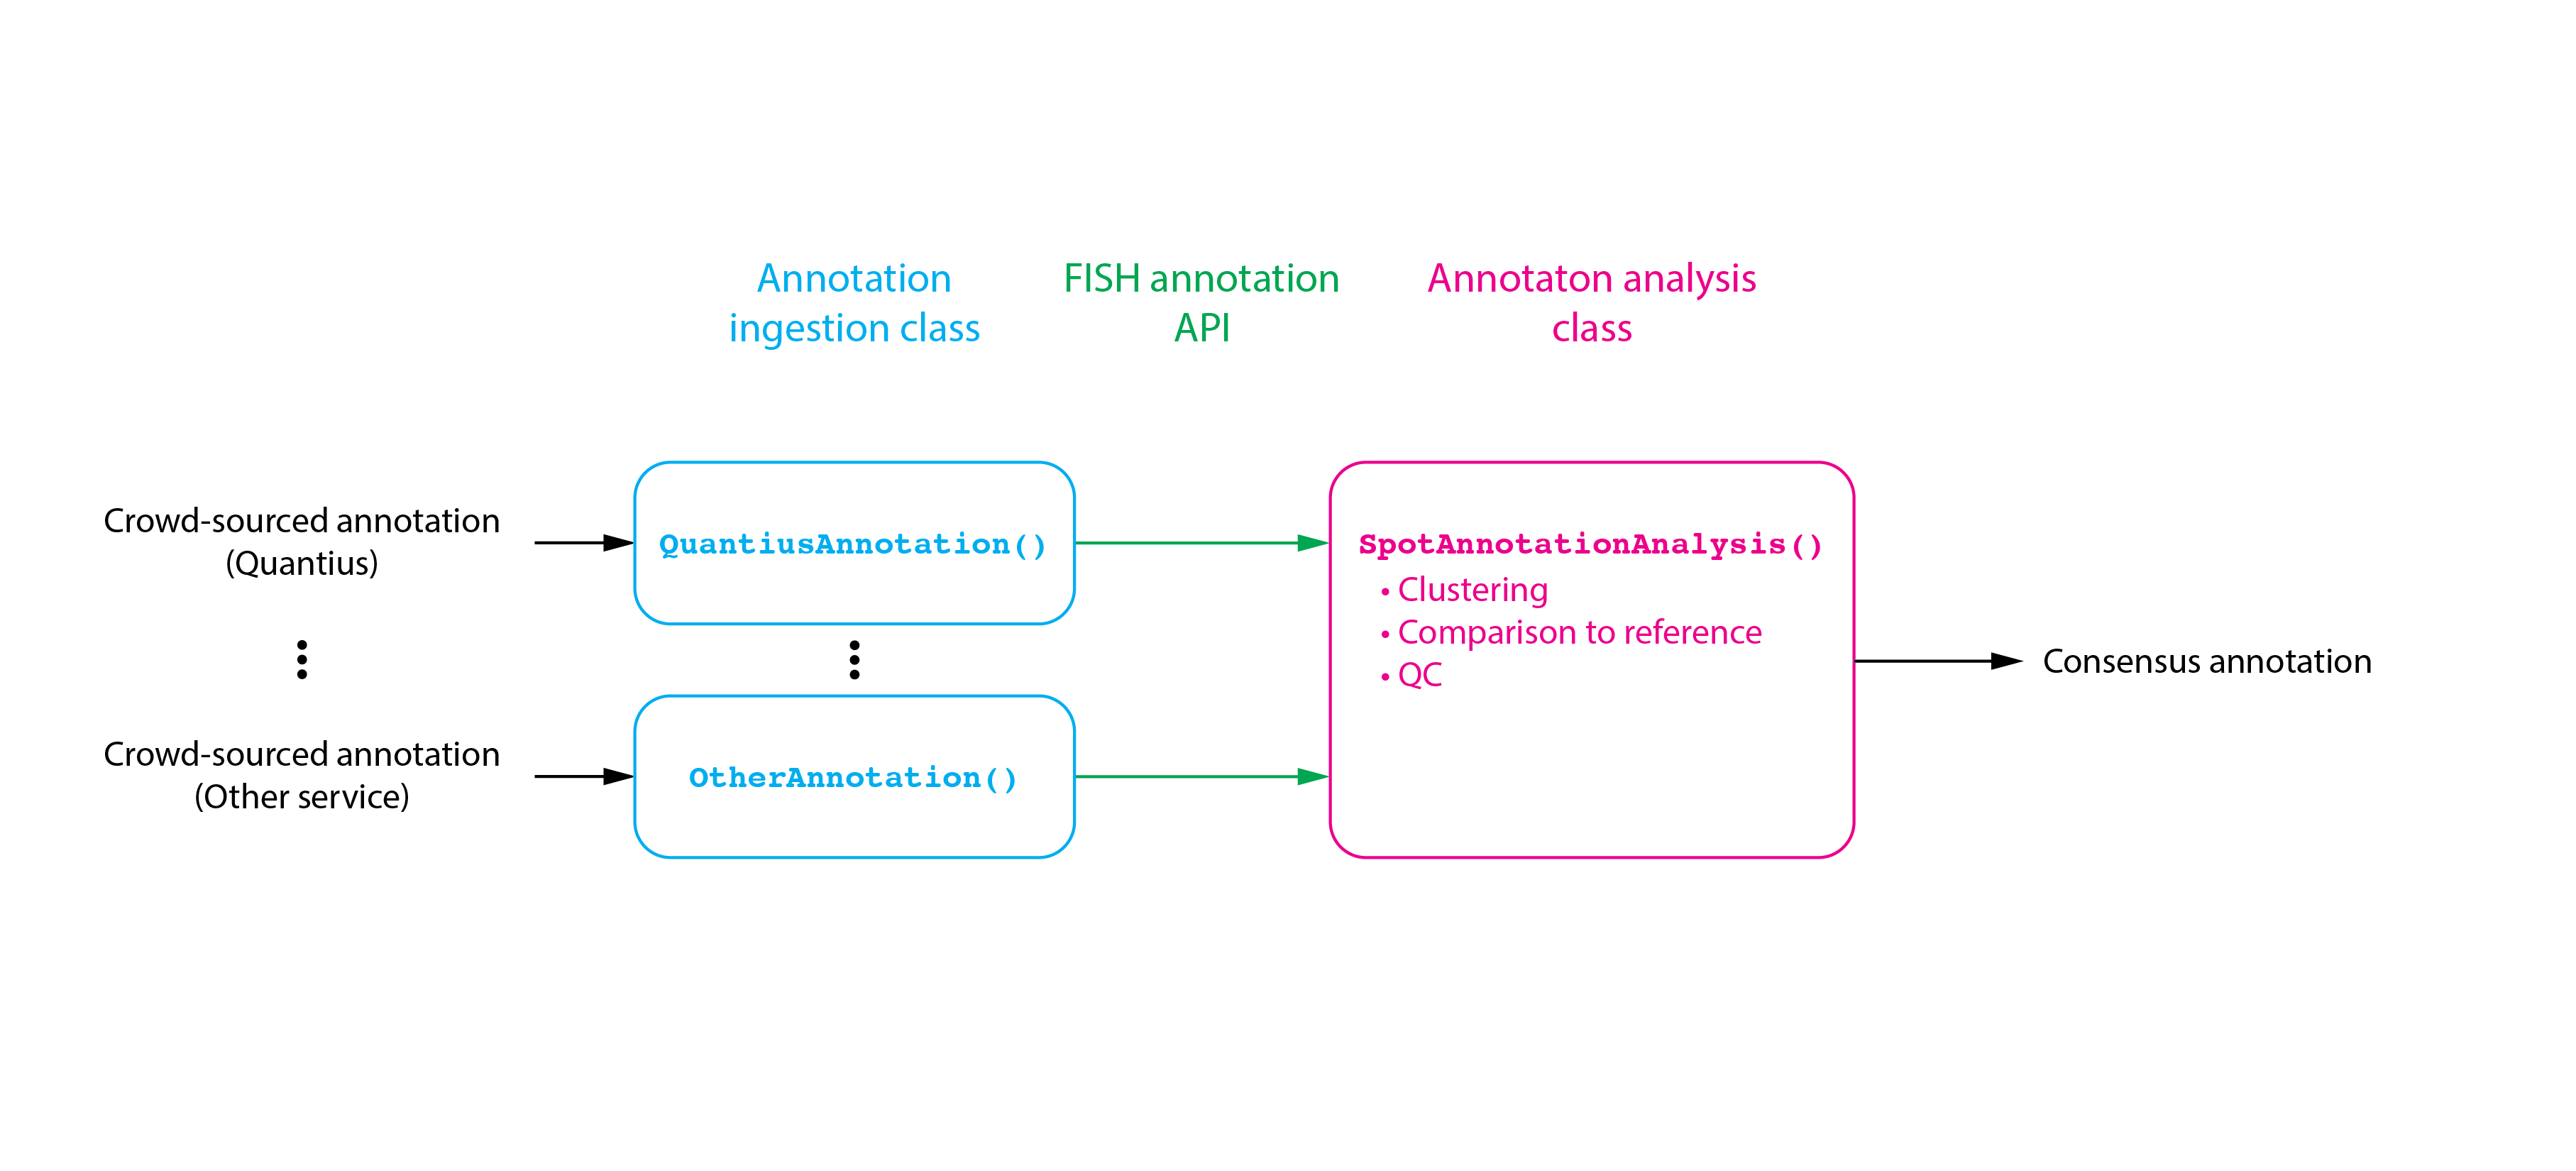 Annotation
ingestion class
FISH annotation
API
Annotaton analysis
class
Crowd-sourced annotation
(Quantius)
QuantiusAnnotation()
SpotAnnotationAnalysis()
• Clustering
• Comparison to reference
• QC
Consensus annotation
Crowd-sourced annotation
(Other service)
OtherAnnotation()